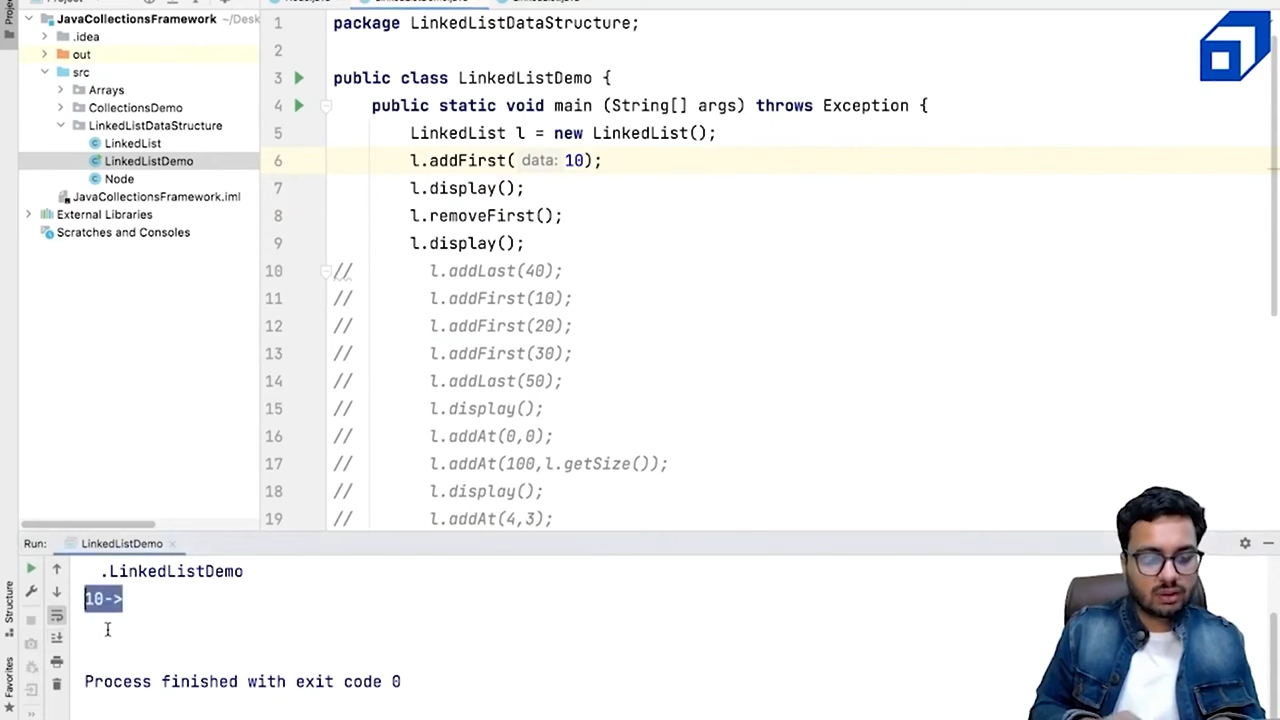 Project
JavaCollectionsFramework ~/Desk
.idea
out
src
Arrays
CollectionsDemo
LinkedListDataStructure
LinkedList
LinkedListDemo
Node
JavaCollectionsFramework.iml
External Libraries
Scratches and Consoles
1 package LinkedListDataStructure;
2
3 public class LinkedListDemo {
4 public static void main (String[] args) throws Exception {
5 LinkedList l = new LinkedList();
6 l.addFirst( data: 10);
7 l.display();
8 l.removeFirst();
9 l.display();
10 // l.addLast(40);
11 // l.addFirst(10);
12 // l.addFirst(20);
13 // l.addFirst(30);
14 // l.addLast(50);
15 // l.display();
16 // l.addAt(0,0);
17 // l.addAt(100,l.getSize());
18 // l.display();
19 // l.addAt(4,3);
Run: LinkedListDemo
.LinkedListDemo
10->
Process finished with exit code 0
Structure
Favorites